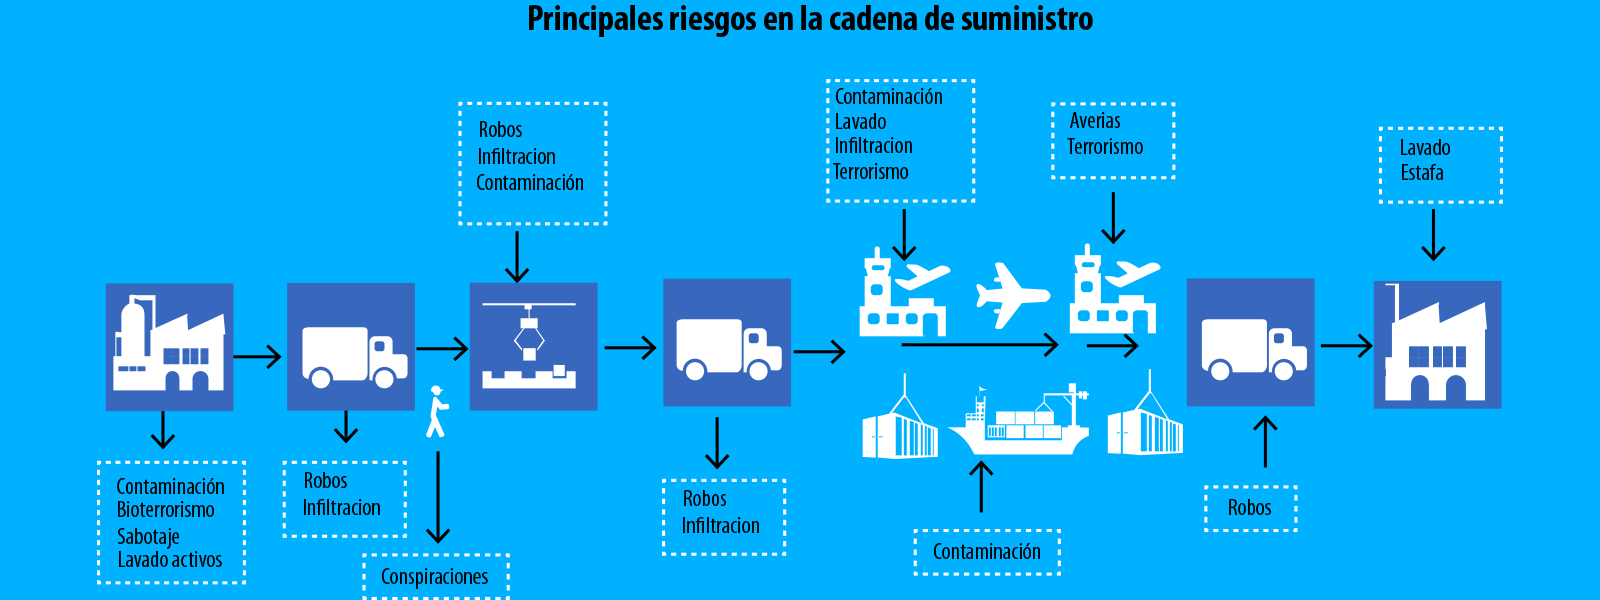 Principales riesgos en la cadena de suministro
Robos
Infiltracion
Contaminación
Contaminación
Lavado
Infiltracion
Terrorismo
Averias
Terrorismo
Lavado
Estafa
Contaminación
Bioterrorismo
Sabotaje
Lavado activos
Robos
Infiltracion
Conspiraciones
Robos
Infiltracion
Contaminación
Robos